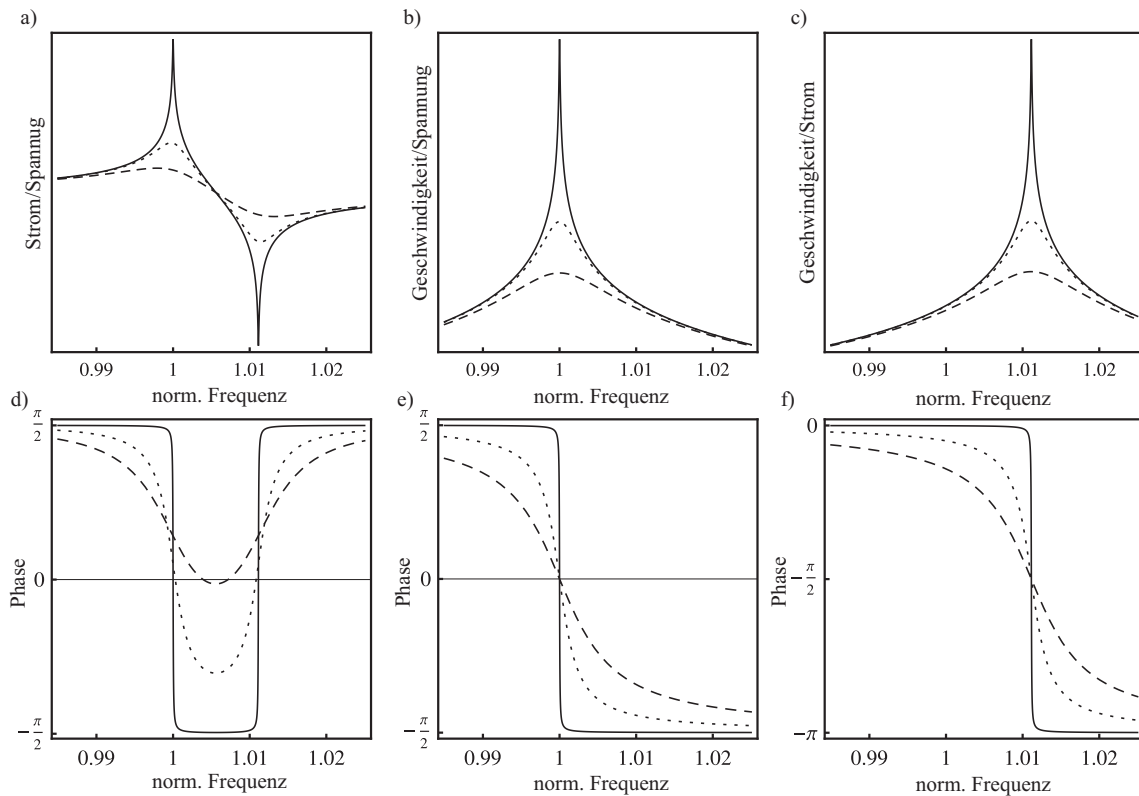 a)
b)
c)
Strom/Spannug
Geschwindigkeit/Spannung
Geschwindigkeit/Strom
0.99 1 1.01 1.02
0.99 1 1.01 1.02
0.99 1 1.01 1.02
norm. Frequenz
norm. Frequenz
norm. Frequenz
d)
e)
f)
π/2
0
−π/2
Phase
π/2
0
−π/2
Phase
0
−π/2
−π
Phase
0.99 1 1.01 1.02
0.99 1 1.01 1.02
0.99 1 1.01 1.02
norm. Frequenz
norm. Frequenz
norm. Frequenz